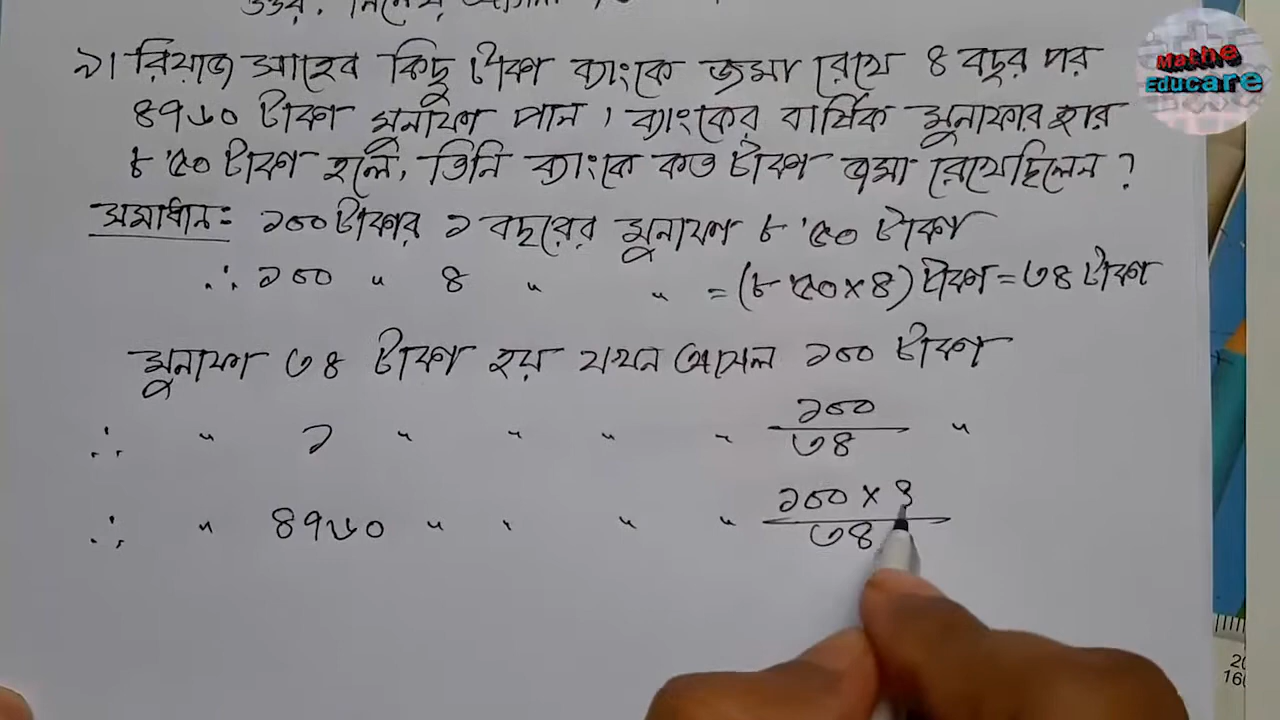 ৯। রিয়াজ সাহেব কিছু টাকা ব্যাংকে জমা রেখে ৪ বছর পর
৪৭৬০ টাকা মুনাফা পান। ব্যাংকের বার্ষিক মুনাফার হার
৮·৫০ টাকা হলে, তিনি ব্যাংকে কত টাকা জমা রেখেছিলেন?
সমাধান: ১০০ টাকার ১ বছরের মুনাফা ৮·৫০ টাকা
∴ ১০০ " ৪ " " = (৮·৫০×৪) টাকা = ৩৪ টাকা
মুনাফা ৩৪ টাকা হয় যখন আসল ১০০ টাকা
∴ " ১ " " " " ১০০/৩৪ "
∴ " ৪৭৬০ " " " " ১০০×৪/৩৪
Mathe
Educare